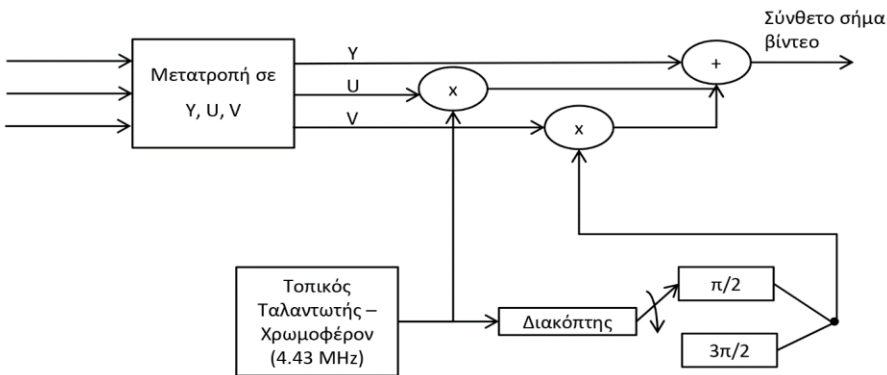 Σύνθετο σήμα
βίντεο
Μετατροπή σε
Y, U, V
Y
U
V
+
x
x
Τοπικός
Ταλαντωτής –
Χρωμοφέρον
(4.43 MHz)
Διακόπτης
π/2
3π/2